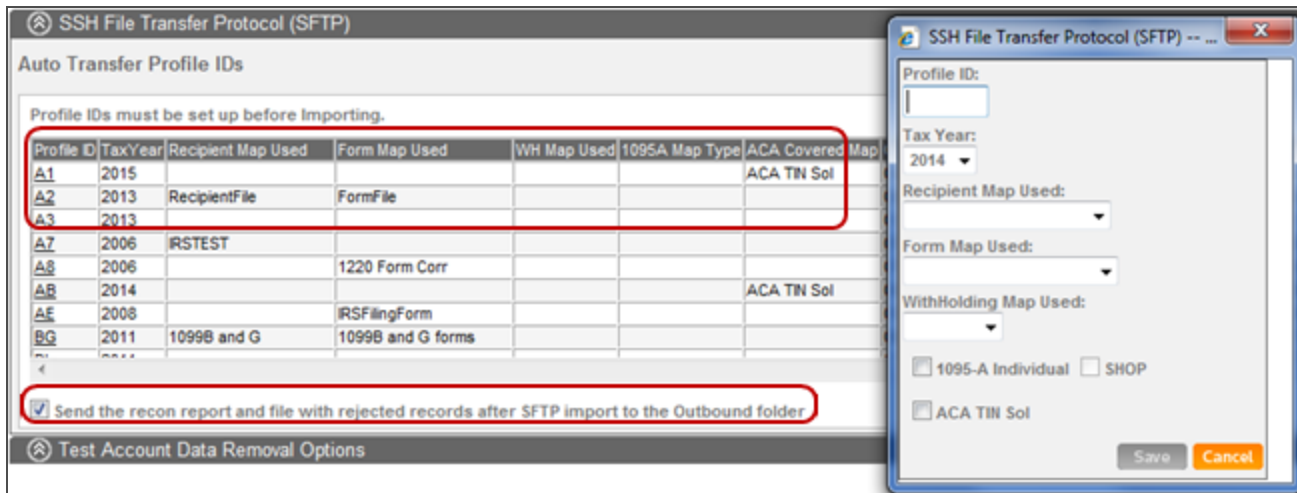 SSH File Transfer Protocol (SFTP)
Auto Transfer Profile IDs
Profile IDs must be set up before Importing.
Profile ID TaxYear Recipient Map Used Form Map Used WH Map Used 1095A Map Type ACA Covered Map
A1 2015 ACA TIN Sol
A2 2013 RecipientFile FormFile
A3 2013
A7 2006 IRSTEST
A8 2006 1220 Form Corr
AB 2014 ACA TIN Sol
AE 2008 IRSFilingForm
BG 2011 1099B and G 1099B and G forms
Send the recon report and file with rejected records after SFTP import to the Outbound folder
Test Account Data Removal Options
SSH File Transfer Protocol (SFTP) -- ...
Profile ID:
Tax Year:
2014
Recipient Map Used:
Form Map Used:
WithHolding Map Used:
1095-A Individual SHOP
ACA TIN Sol
Save Cancel